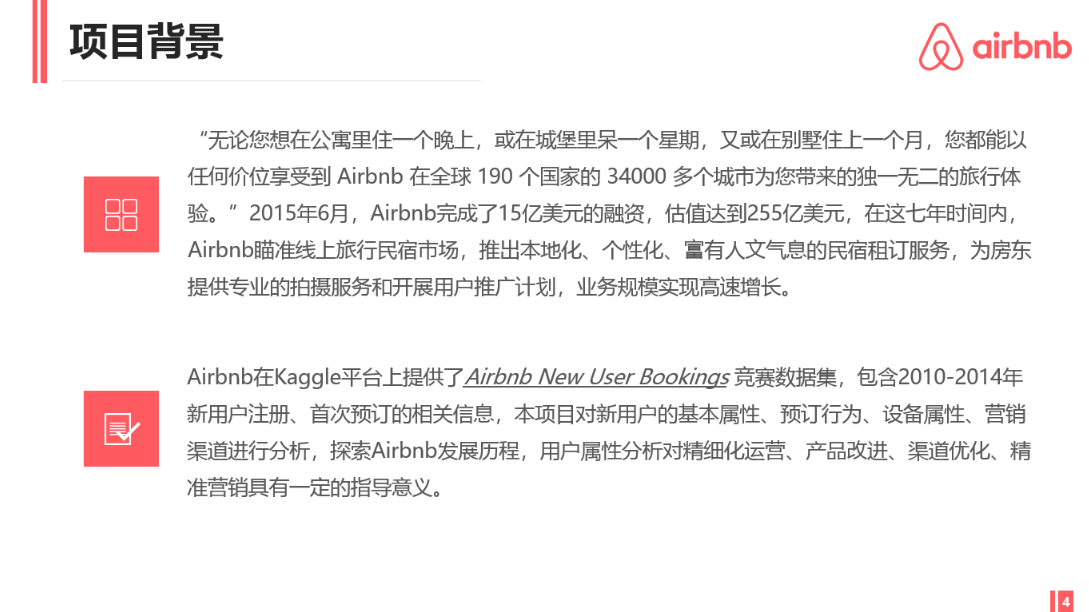 项目背景
airbnb
“无论您想在公寓里住一个晚上，或在城堡里呆一个星期，又或在别墅住上一个月，您都能以
任何价位享受到 Airbnb 在全球 190 个国家的 34000 多个城市为您带来的独一无二的旅行体
验。”2015年6月，Airbnb完成了15亿美元的融资，估值达到255亿美元，在这七年时间内，
Airbnb瞄准线上旅行民宿市场，推出本地化、个性化、富有人文气息的民宿租订服务，为房东
提供专业的拍摄服务和开展用户推广计划，业务规模实现高速增长。
Airbnb在Kaggle平台上提供了Airbnb New User Bookings 竞赛数据集，包含2010-2014年
新用户注册、首次预订的相关信息，本项目对新用户的基本属性、预订行为、设备属性、营销
渠道进行分析，探索Airbnb发展历程，用户属性分析对精细化运营、产品改进、渠道优化、精
准营销具有一定的指导意义。
4